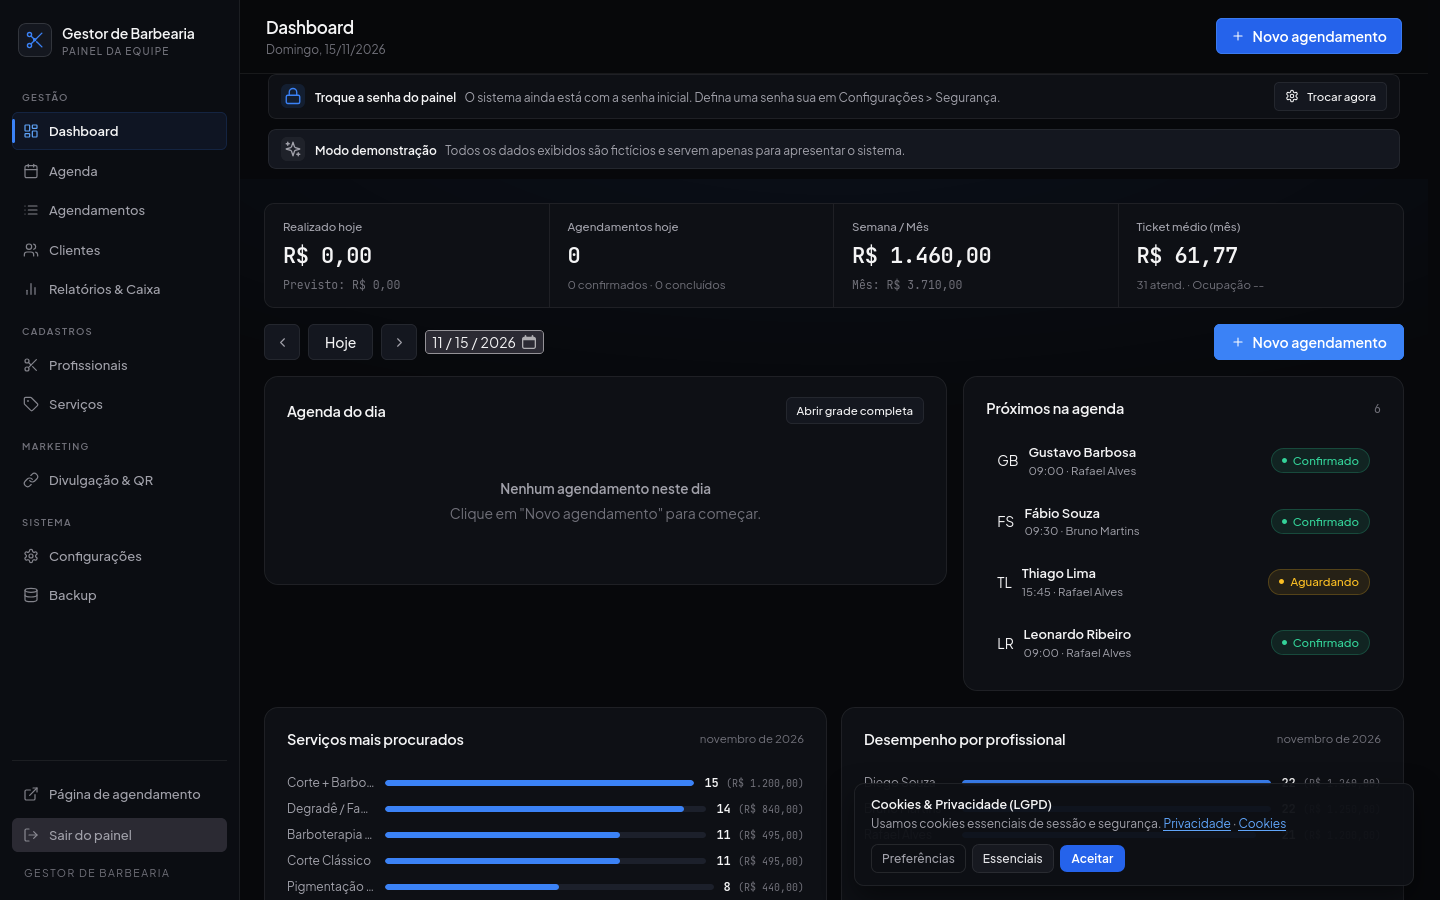 Gestor de Barbearia
PAINEL DA EQUIPE
GESTÃO
Dashboard
Agenda
Agendamentos
Clientes
Relatórios & Caixa
CADASTROS
Profissionais
Serviços
MARKETING
Divulgação & QR
SISTEMA
Configurações
Backup
Página de agendamento
Sair do painel
GESTOR DE BARBEARIA
Dashboard
Domingo, 15/11/2026
Novo agendamento
Troque a senha do painel O sistema ainda está com a senha inicial. Defina uma senha sua em Configurações > Segurança.
Trocar agora
Modo demonstração Todos os dados exibidos são fictícios e servem apenas para apresentar o sistema.
Realizado hoje
R$ 0,00
Previsto: R$ 0,00
Agendamentos hoje
0
0 confirmados · 0 concluídos
Semana / Mês
R$ 1.460,00
Mês: R$ 3.710,00
Ticket médio (mês)
R$ 61,77
31 atend. · Ocupação --
Hoje
11 / 15 / 2026
Novo agendamento
Agenda do dia
Abrir grade completa
Nenhum agendamento neste dia
Clique em "Novo agendamento" para começar.
Próximos na agenda
6
GB
Gustavo Barbosa
09:00 · Rafael Alves
Confirmado
FS
Fábio Souza
09:30 · Bruno Martins
Confirmado
TL
Thiago Lima
15:45 · Rafael Alves
Aguardando
LR
Leonardo Ribeiro
09:00 · Rafael Alves
Confirmado
Serviços mais procurados
novembro de 2026
Corte + Barbo... 15 (R$ 1.200,00)
Degradê / Fa... 14 (R$ 840,00)
Barboterapia ... 11 (R$ 495,00)
Corte Clássico 11 (R$ 495,00)
Pigmentação ... 8 (R$ 440,00)
Desempenho por profissional
novembro de 2026
Diego Souza 22 (R$ 1.260,00)
Cookies & Privacidade (LGPD)
Usamos cookies essenciais de sessão e segurança. Privacidade · Cookies
Preferências
Essenciais
Aceitar